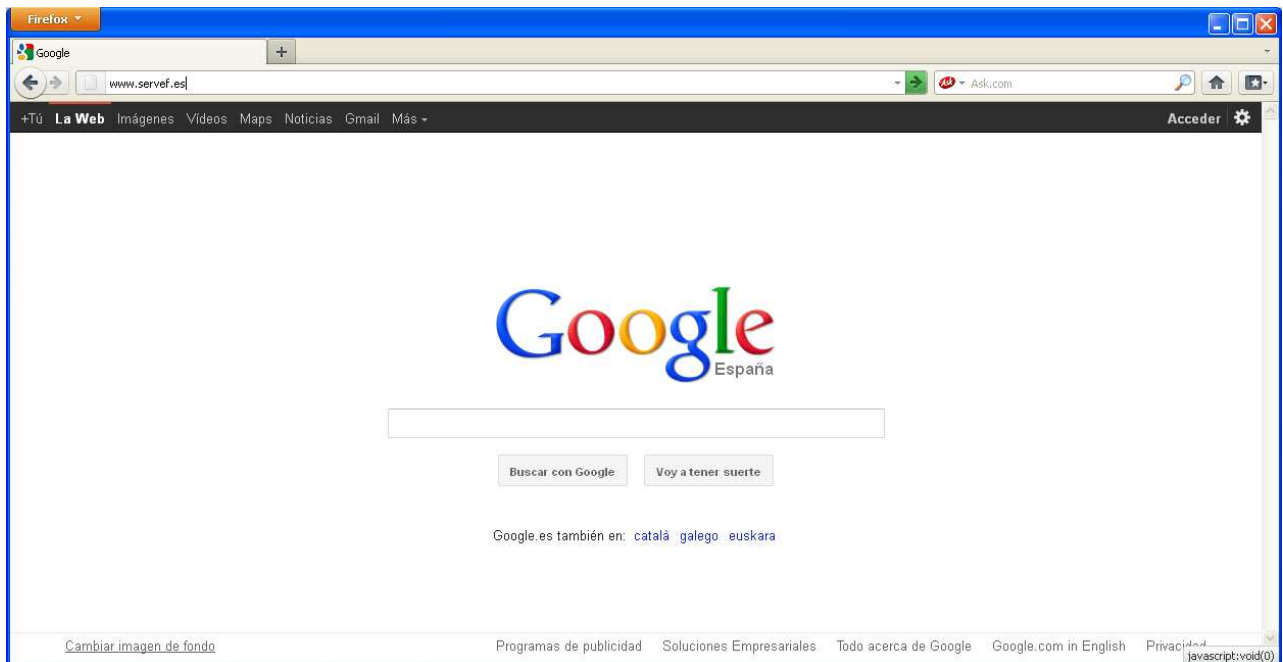 Firefox
Google
www.servef.es
Ask
Ask.com
+Tú La Web Imágenes Vídeos Maps Noticias Gmail Más
Acceder
Google
España
Buscar con Google
Voy a tener suerte
Google.es también en: català galego euskara
Cambiar imagen de fondo
Programas de publicidad Soluciones Empresariales Todo acerca de Google Google.com in English
javascript:void(0)